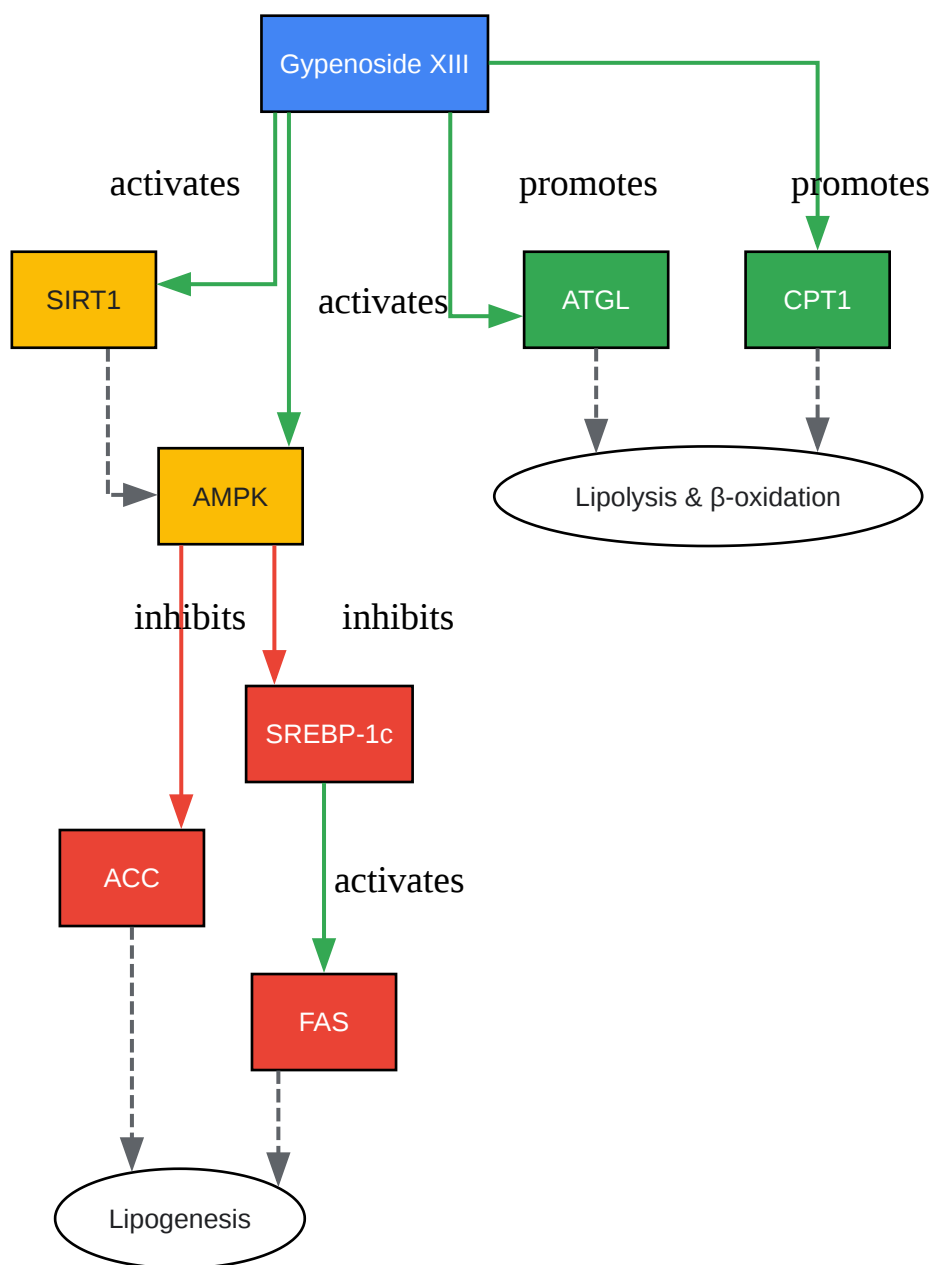 Gypenoside XIII
activates
promotes
promotes
SIRT1
activates
ATGL
CPT1
AMPK
Lipolysis & β-oxidation
inhibits
inhibits
SREBP-1c
ACC
activates
FAS
Lipogenesis